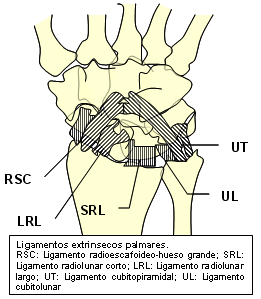 UT
RSC
UL
SRL
LRL
Ligamentos extrinsecos palmares.
RSC: Ligamento radioescafoideo-hueso grande; SRL:
Ligamento radiolunar corto; LRL: Ligamento radiolunar
largo; UT: Ligamento cubitopiramidal; UL: Ligamento
cubitolunar